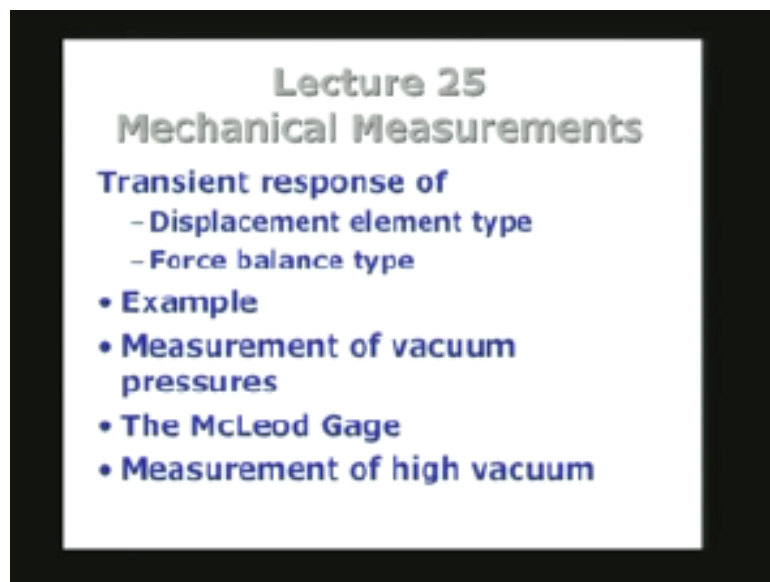 Lecture 25
Mechanical Measurements
Transient response of
– Displacement element type
– Force balance type
• Example
• Measurement of vacuum
pressures
• The McLeod Gage
• Measurement of high vacuum